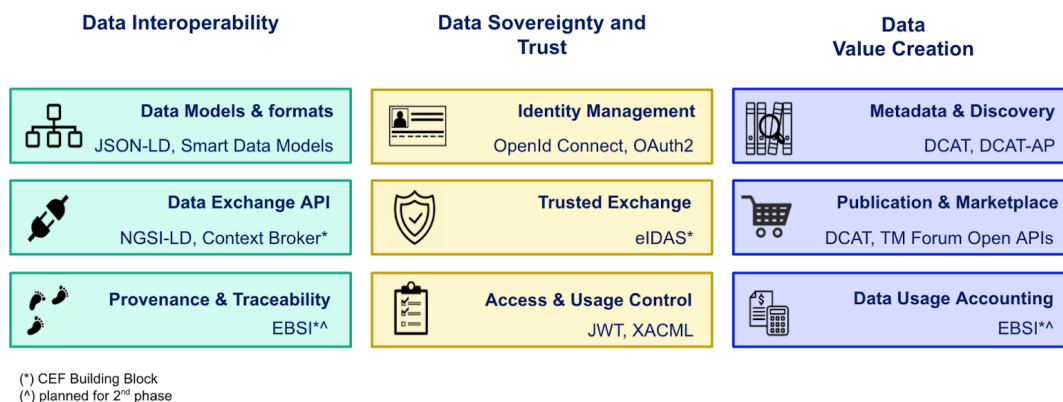 Data Interoperability
Data Sovereignty and
Trust
Data
Value Creation
Data Models & formats
JSON-LD, Smart Data Models
Identity Management
OpenId Connect, OAuth2
Metadata & Discovery
DCAT, DCAT-AP
Data Exchange API
NGSI-LD, Context Broker*
Trusted Exchange
eIDAS*
Publication & Marketplace
DCAT, TM Forum Open APIs
Provenance & Traceability
EBSI*^
Access & Usage Control
JWT, XACML
Data Usage Accounting
EBSI*^
(*) CEF Building Block
(^) planned for 2nd phase